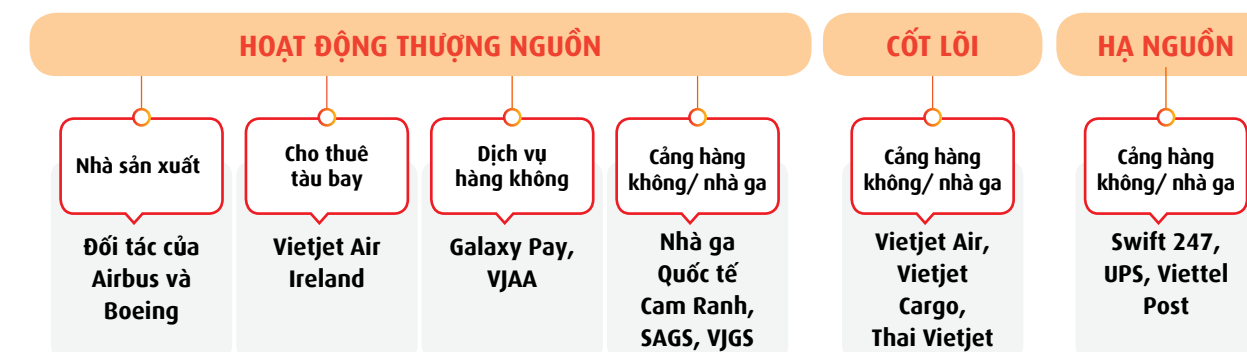 HOẠT ĐỘNG THƯỢNG NGUỒN
CỐT LÕI
HẠ NGUỒN
Nhà sản xuất
Đối tác của
Airbus và
Boeing
Cho thuê
tàu bay
Vietjet Air
Ireland
Dịch vụ
hàng không
Galaxy Pay,
VJAA
Cảng hàng
không/ nhà ga
Nhà ga
Quốc tế
Cam Ranh,
SAGS, VJGS
Cảng hàng
không/ nhà ga
Vietjet Air,
Vietjet
Cargo,
Thai Vietjet
Cảng hàng
không/ nhà ga
Swift 247,
UPS, Viettel
Post